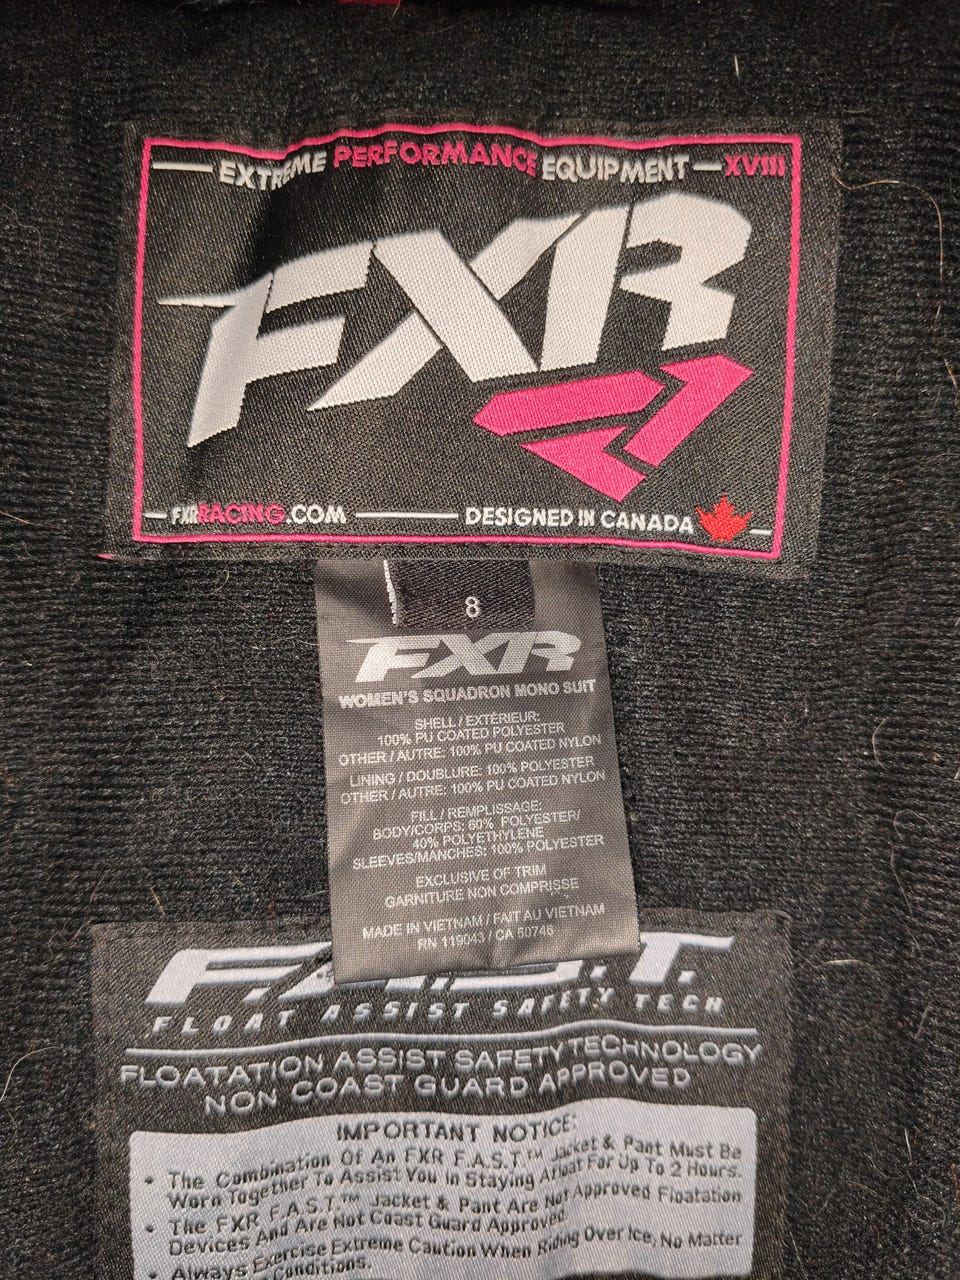 EXTREME PERFORMANCE EQUIPMENT — XVIII
FXR
FXRRACING.COM — DESIGNED IN CANADA
8
FXR
WOMEN'S SQUADRON MONO SUIT
SHELL / EXTÉRIEUR:
100% PU COATED POLYESTER
OTHER / AUTRE: 100% PU COATED NYLON
LINING / DOUBLURE: 100% POLYESTER
OTHER / AUTRE: 100% PU COATED NYLON
FILL / REMPLISSAGE:
BODY/CORPS: 60% POLYESTER/
40% POLYETHYLENE
SLEEVES/MANCHES: 100% POLYESTER
EXCLUSIVE OF TRIM
GARNITURE NON COMPRISSE
MADE IN VIETNAM / FAIT AU VIETNAM
RN 119043 / CA 50746
F.A.S.T.
FLOAT ASSIST SAFETY TECH
FLOATATION ASSIST SAFETY TECHNOLOGY
NON COAST GUARD APPROVED
IMPORTANT NOTICE:
• The Combination Of An FXR F.A.S.T.™ Jacket & Pant Must Be
Worn Together To Assist You In Staying Afloat For Up To 2 Hours.
• The FXR F.A.S.T.™ Jacket & Pant Are Not Approved Floatation
Devices And Are Not Coast Guard Approved.
• Always Exercise Extreme Caution When Riding Over Ice, No Matter
Conditions.